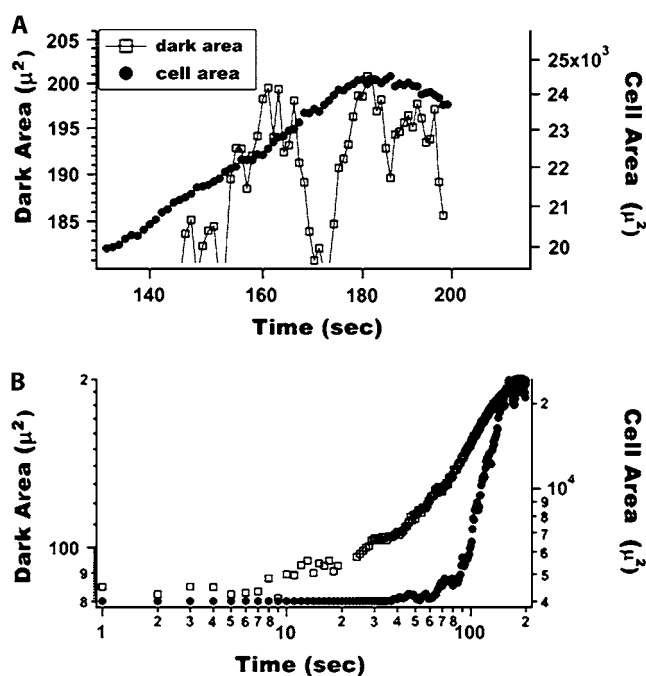 A
205
200
195
190
185
Dark Area (μ²)
dark area
cell area
25x10³
24
23
22
21
20
Cell Area (μ²)
140
160
180
200
Time (sec)
B
2
100
9
8
Dark Area (μ²)
2
10⁴
9
8
7
6
5
4
Cell Area (μ²)
1 2 3 4 5 6 7 8 10 2 3 4 5 6 7 8 100 2
Time (sec)